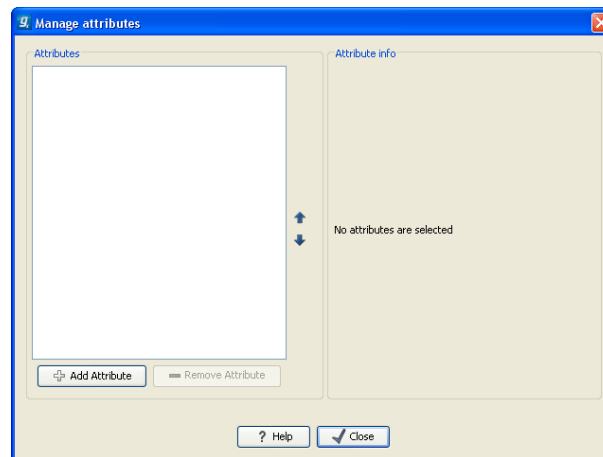 Manage attributes
Attributes
Attribute info
No attributes are selected
Add Attribute
Remove Attribute
? Help
Close